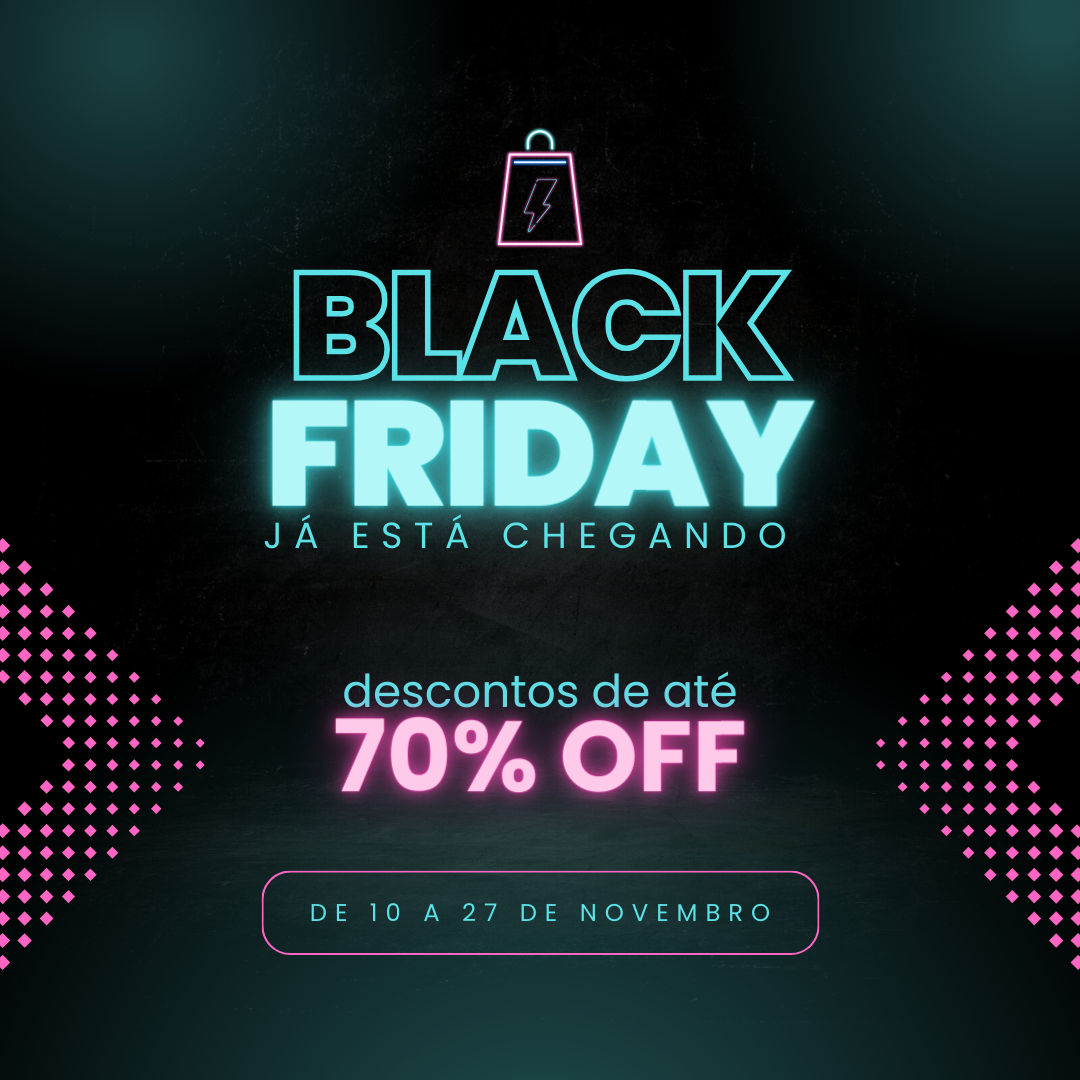 BLACK
FRIDAY
JÁ ESTÁ CHEGANDO
descontos de até
70% OFF
DE 10 A 27 DE NOVEMBRO